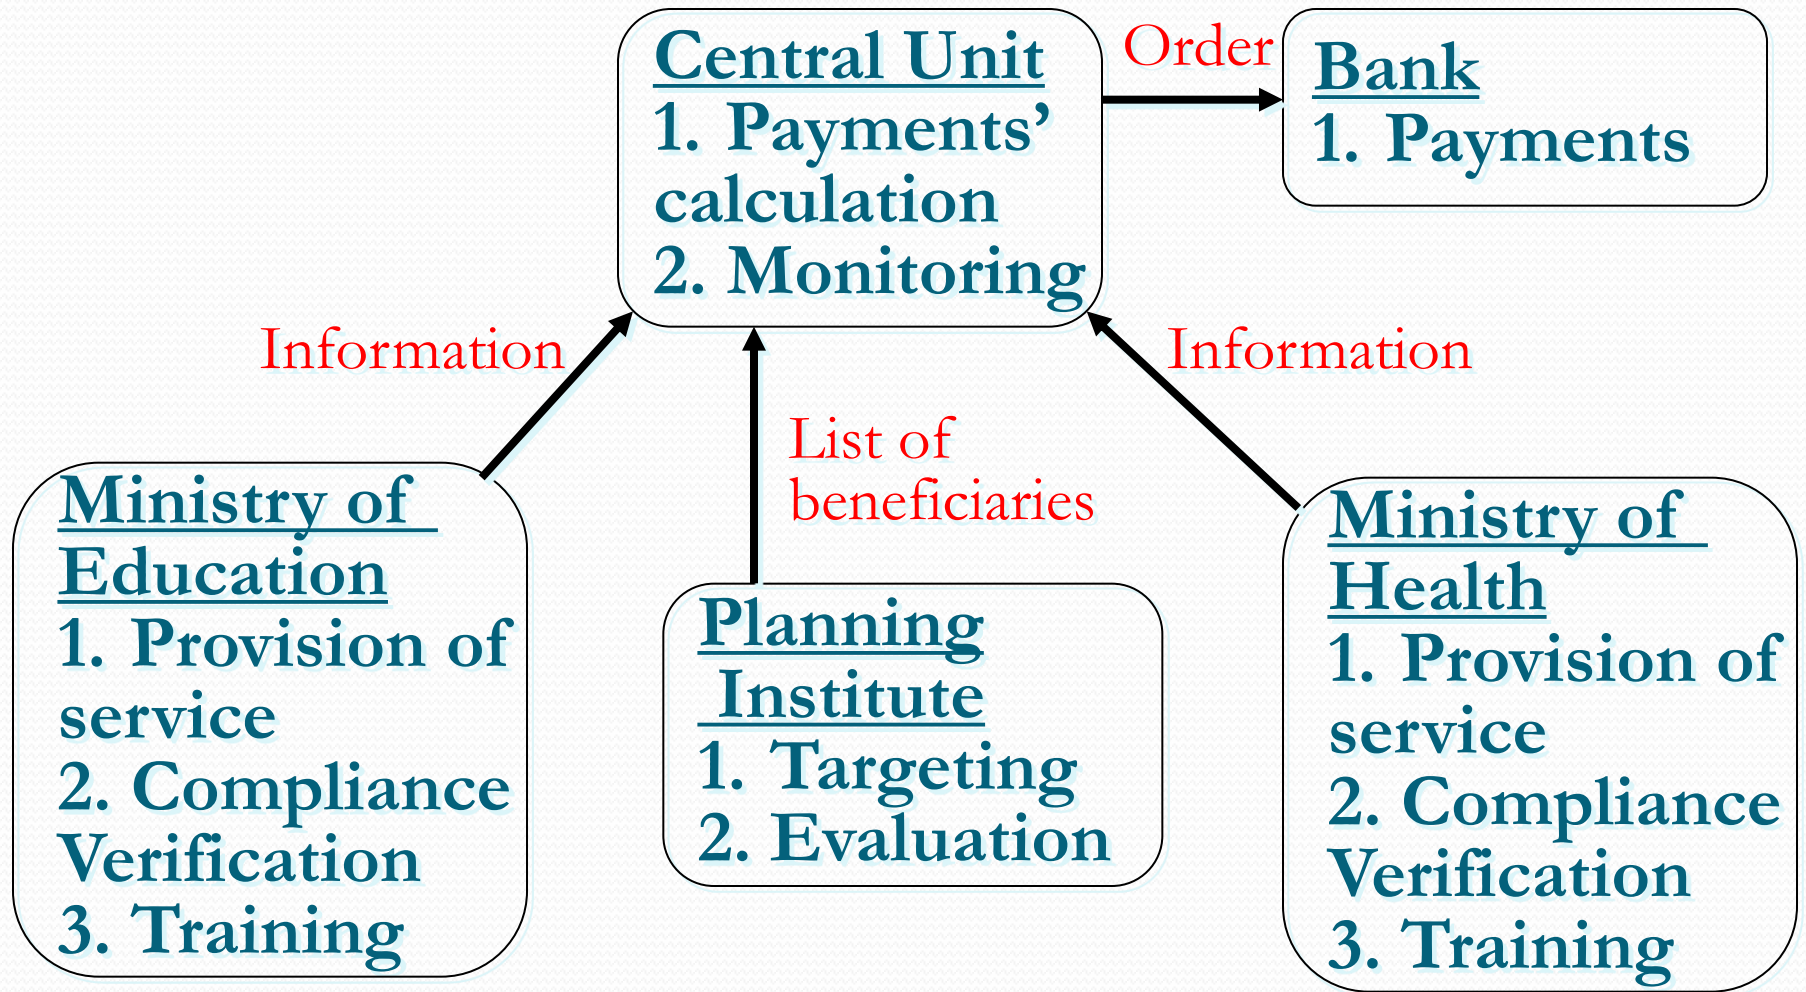 Central Unit
1. Payments’
calculation
2. Monitoring
Order
Bank
1. Payments
Information
Information
List of
beneficiaries
Ministry of
Education
1. Provision of
service
2. Compliance
Verification
3. Training
Planning
Institute
1. Targeting
2. Evaluation
Ministry of
Health
1. Provision of
service
2. Compliance
Verification
3. Training